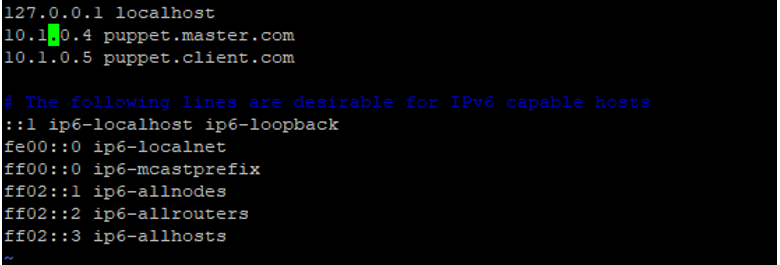 127.0.0.1 localhost
10.1.0.4 puppet.master.com
10.1.0.5 puppet.client.com
# The following lines are desirable for IPv6 capable hosts
::1 ip6-localhost ip6-loopback
fe00::0 ip6-localnet
ff00::0 ip6-mcastprefix
ff02::1 ip6-allnodes
ff02::2 ip6-allrouters
ff02::3 ip6-allhosts
~